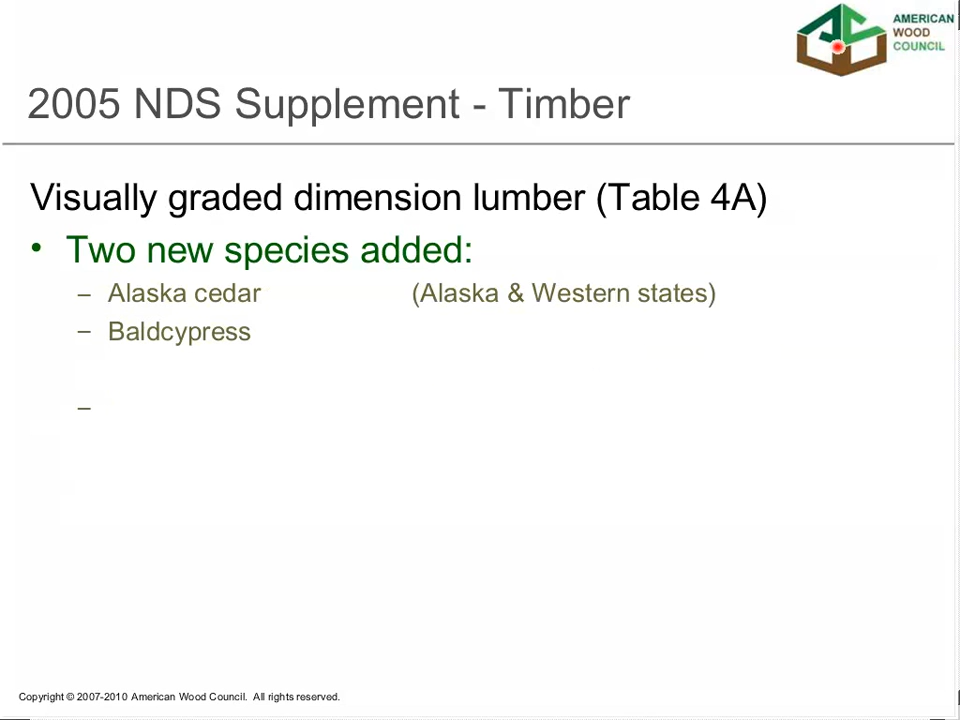 AMERICAN
WOOD
COUNCIL
2005 NDS Supplement - Timber
Visually graded dimension lumber (Table 4A)
• Two new species added:
– Alaska cedar (Alaska & Western states)
– Baldcypress
–
Copyright © 2007-2010 American Wood Council. All rights reserved.